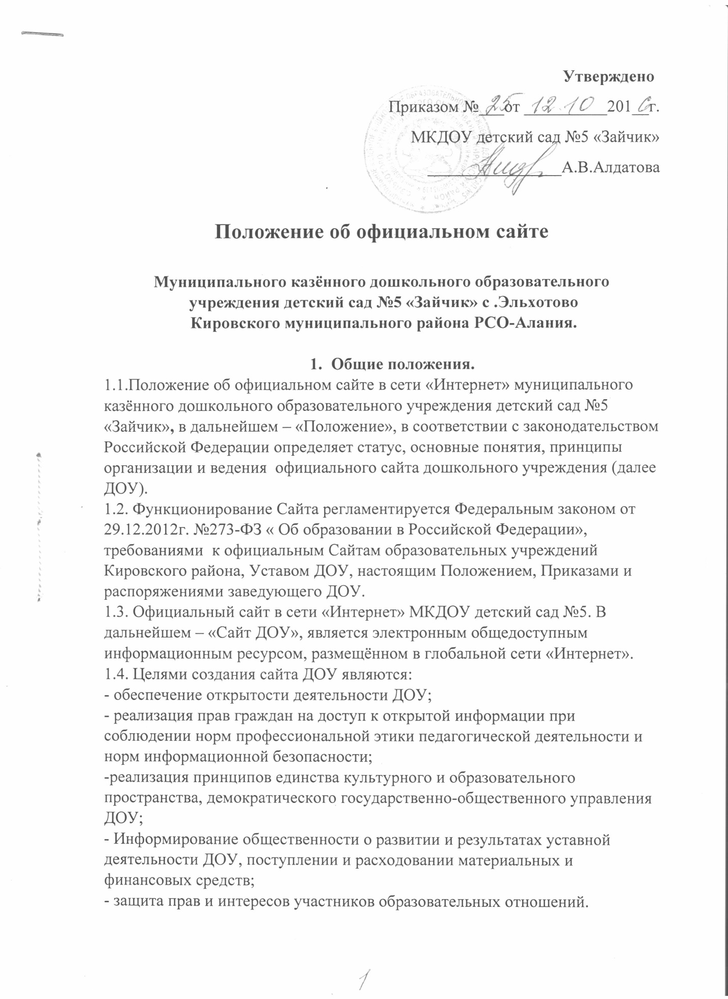 Утверждено
Приказом № 25 от 12.10 2016г.
МКДОУ детский сад №5 «Зайчик»
А.В.Алдатова
Положение об официальном сайте
Муниципального казённого дошкольного образовательного
учреждения детский сад №5 «Зайчик» с .Эльхотово
Кировского муниципального района РСО-Алания.
1. Общие положения.
1.1.Положение об официальном сайте в сети «Интернет» муниципального
казённого дошкольного образовательного учреждения детский сад №5
«Зайчик», в дальнейшем – «Положение», в соответствии с законодательством
Российской Федерации определяет статус, основные понятия, принципы
организации и ведения официального сайта дошкольного учреждения (далее
ДОУ).
1.2. Функционирование Сайта регламентируется Федеральным законом от
29.12.2012г. №273-ФЗ « Об образовании в Российской Федерации»,
требованиями к официальным Сайтам образовательных учреждений
Кировского района, Уставом ДОУ, настоящим Положением, Приказами и
распоряжениями заведующего ДОУ.
1.3. Официальный сайт в сети «Интернет» МКДОУ детский сад №5. В
дальнейшем – «Сайт ДОУ», является электронным общедоступным
информационным ресурсом, размещённом в глобальной сети «Интернет».
1.4. Целями создания сайта ДОУ являются:
- обеспечение открытости деятельности ДОУ;
- реализация прав граждан на доступ к открытой информации при
соблюдении норм профессиональной этики педагогической деятельности и
норм информационной безопасности;
-реализация принципов единства культурного и образовательного
пространства, демократического государственно-общественного управления
ДОУ;
- Информирование общественности о развитии и результатах уставной
деятельности ДОУ, поступлении и расходовании материальных и
финансовых средств;
- защита прав и интересов участников образовательных отношений.
1